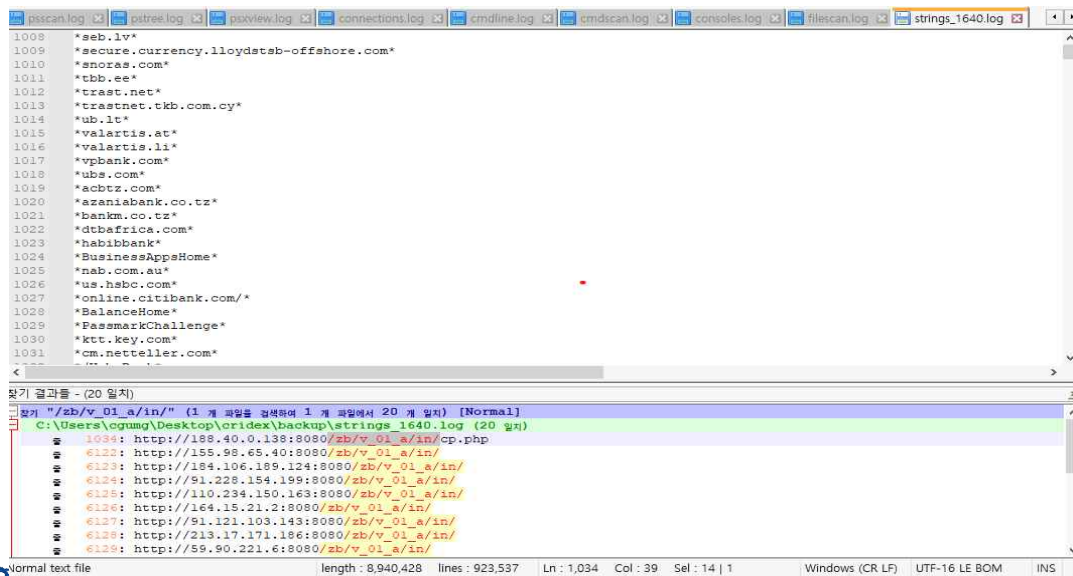 psscan.log pstree.log psxview.log connections.log cmdline.log cmdscan.log consoles.log filescan.log strings_1640.log
1008 *seb.lv*
1009 *secure.currency.lloydstsb-offshore.com*
1010 *snoras.com*
1011 *tbb.ee*
1012 *trast.net*
1013 *trastnet.tkb.com.cy*
1014 *ub.lt*
1015 *valartis.at*
1016 *valartis.li*
1017 *vpbank.com*
1018 *ubs.com*
1019 *acbtz.com*
1020 *azaniabank.co.tz*
1021 *bankm.co.tz*
1022 *dtbafrica.com*
1023 *habibbank*
1024 *BusinessAppsHome*
1025 *nab.com.au*
1026 *us.hsbc.com*
1027 *online.citibank.com/*
1028 *BalanceHome*
1029 *PassmarkChallenge*
1030 *ktt.key.com*
1031 *cm.netteller.com*
찾기 결과들 - (20 일치)
찾기 "/zb/v_01_a/in/" (1 개 파일을 검색하여 1 개 파일에서 20 개 일치) [Normal]
C:\Users\cgumg\Desktop\cridex\backup\strings_1640.log (20 일치)
줄 1034: http://188.40.0.138:8080/zb/v_01_a/in/cp.php
줄 6122: http://155.98.65.40:8080/zb/v_01_a/in/
줄 6123: http://184.106.189.124:8080/zb/v_01_a/in/
줄 6124: http://91.228.154.199:8080/zb/v_01_a/in/
줄 6125: http://110.234.150.163:8080/zb/v_01_a/in/
줄 6126: http://164.15.21.2:8080/zb/v_01_a/in/
줄 6127: http://91.121.103.143:8080/zb/v_01_a/in/
줄 6128: http://213.17.171.186:8080/zb/v_01_a/in/
줄 6129: http://59.90.221.6:8080/zb/v_01_a/in/
Normal text file length : 8,940,428 lines : 923,537 Ln : 1,034 Col : 39 Sel : 14 | 1 Windows (CR LF) UTF-16 LE BOM INS